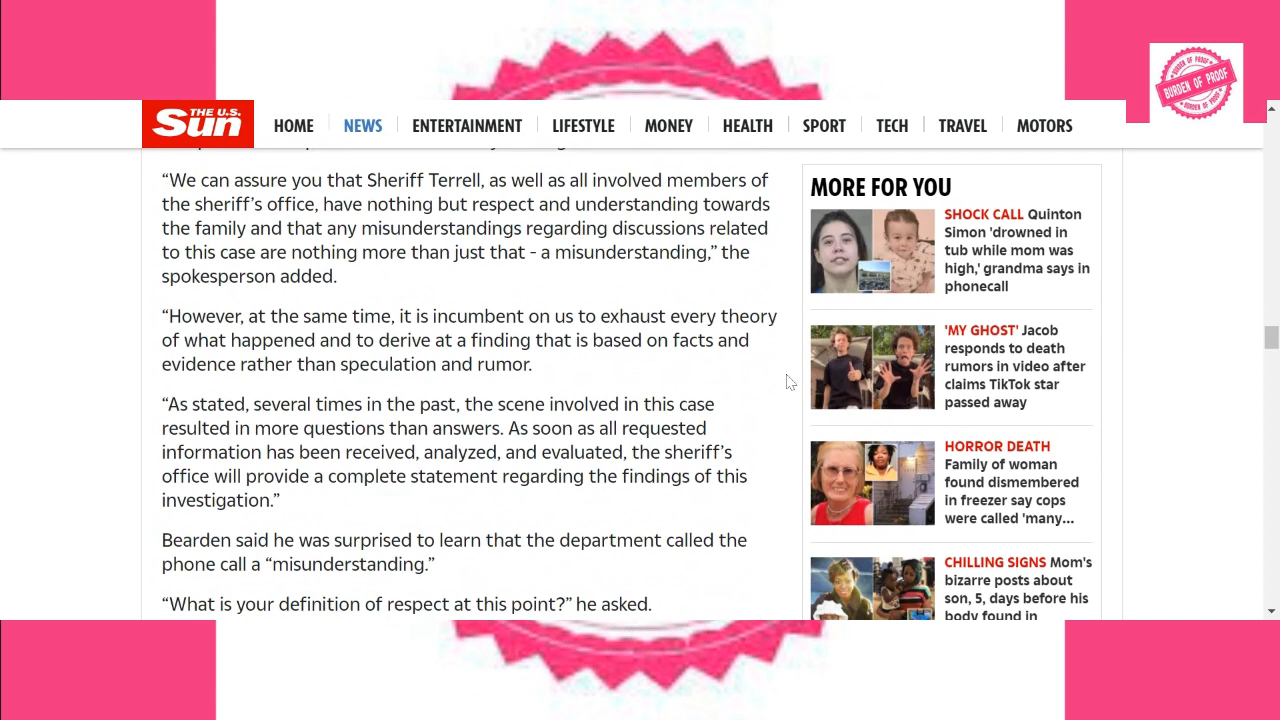 BURDEN OF PROOF
BURDEN OF PROOF
BURDEN OF PROOF
THE U.S.
Sun
HOME
NEWS
ENTERTAINMENT
LIFESTYLE
MONEY
HEALTH
SPORT
TECH
TRAVEL
MOTORS
“We can assure you that Sheriff Terrell, as well as all involved members of
the sheriff’s office, have nothing but respect and understanding towards
the family and that any misunderstandings regarding discussions related
to this case are nothing more than just that - a misunderstanding,” the
spokesperson added.
“However, at the same time, it is incumbent on us to exhaust every theory
of what happened and to derive at a finding that is based on facts and
evidence rather than speculation and rumor.
“As stated, several times in the past, the scene involved in this case
resulted in more questions than answers. As soon as all requested
information has been received, analyzed, and evaluated, the sheriff’s
office will provide a complete statement regarding the findings of this
investigation.”
Bearden said he was surprised to learn that the department called the
phone call a “misunderstanding.”
“What is your definition of respect at this point?” he asked.
MORE FOR YOU
SHOCK CALL Quinton
Simon 'drowned in
tub while mom was
high,' grandma says in
phonecall
'MY GHOST' Jacob
responds to death
rumors in video after
claims TikTok star
passed away
HORROR DEATH
Family of woman
found dismembered
in freezer say cops
were called 'many...
CHILLING SIGNS Mom's
bizarre posts about
son, 5, days before his
body found in